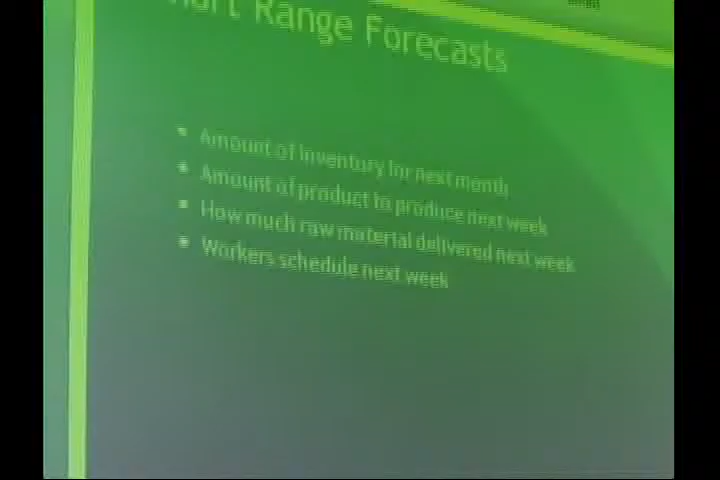 Range Forecasts
Amount of inventory for next month
Amount of product to produce next week
How much raw material delivered next week
Workers schedule next week